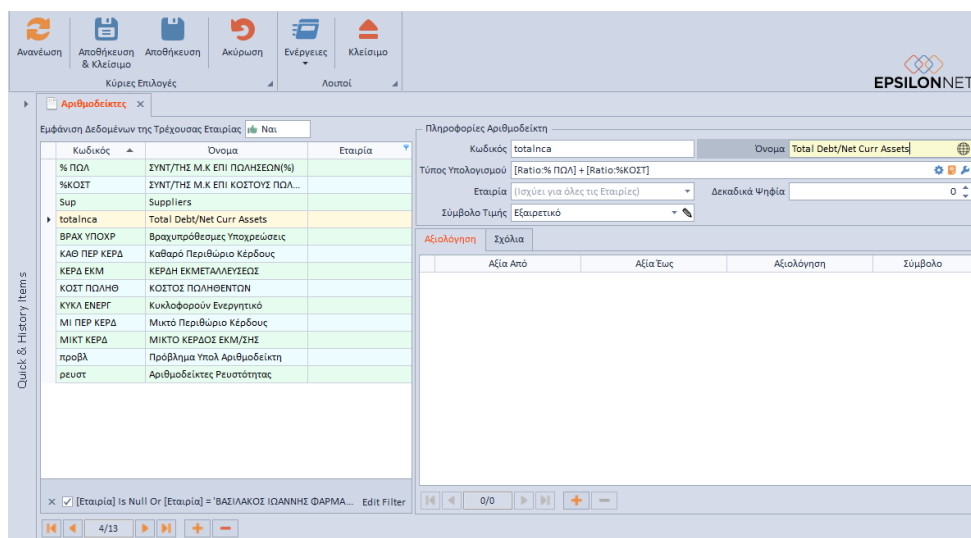 Ανανέωση
Αποθήκευση & Κλείσιμο
Αποθήκευση
Ακύρωση
Ενέργειες
Κλείσιμο
Κύριες Επιλογές
Λοιποί
EPSILONNET
Αριθμοδείκτες
Εμφάνιση Δεδομένων της Τρέχουσας Εταιρίας Ναι
Κωδικός Όνομα Εταιρία
% ΠΩΛ ΣΥΝΤ/ΤΗΣ Μ.Κ ΕΠΙ ΠΩΛΗΣΕΩΝ(%)
%ΚΟΣΤ ΣΥΝΤ/ΤΗΣ Μ.Κ ΕΠΙ ΚΟΣΤΟΥΣ ΠΩΛ...
Sup Suppliers
totalnca Total Debt/Net Curr Assets
ΒΡΑΧ ΥΠΟΧΡ Βραχυπρόθεσμες Υποχρεώσεις
ΚΑΘ ΠΕΡ ΚΕΡΔ Καθαρό Περιθώριο Κέρδους
ΚΕΡΔ ΕΚΜ ΚΕΡΔΗ ΕΚΜΕΤΑΛΛΕΥΣΕΩΣ
ΚΟΣΤ ΠΩΛΗΘ ΚΟΣΤΟΣ ΠΩΛΗΘΕΝΤΩΝ
ΚΥΚΛ ΕΝΕΡΓ Κυκλοφορούν Ενεργητικό
ΜΙ ΠΕΡ ΚΕΡΔ Μικτό Περιθώριο Κέρδους
ΜΙΚΤ ΚΕΡΔ ΜΙΚΤΟ ΚΕΡΔΟΣ ΕΚΜ/ΣΗΣ
προβλ Πρόβλημα Υπολ Αριθμοδείκτη
ρευστ Αριθμοδείκτες Ρευστότητας
[Εταιρία] Is Null Or [Εταιρία] = 'ΒΑΣΙΛΑΚΟΣ ΙΩΑΝΝΗΣ ΦΑΡΜΑ... Edit Filter
4/13
Quick & History Items
Πληροφορίες Αριθμοδείκτη
Κωδικός totalnca Όνομα Total Debt/Net Curr Assets
Τύπος Υπολογισμού [Ratio:% ΠΩΛ] + [Ratio:%ΚΟΣΤ]
Εταιρία (Ισχύει για όλες τις Εταιρίες) Δεκαδικά Ψηφία 0
Σύμβολο Τιμής Εξαιρετικό
Αξιολόγηση Σχόλια
Αξία Από Αξία Έως Αξιολόγηση Σύμβολο
0/0